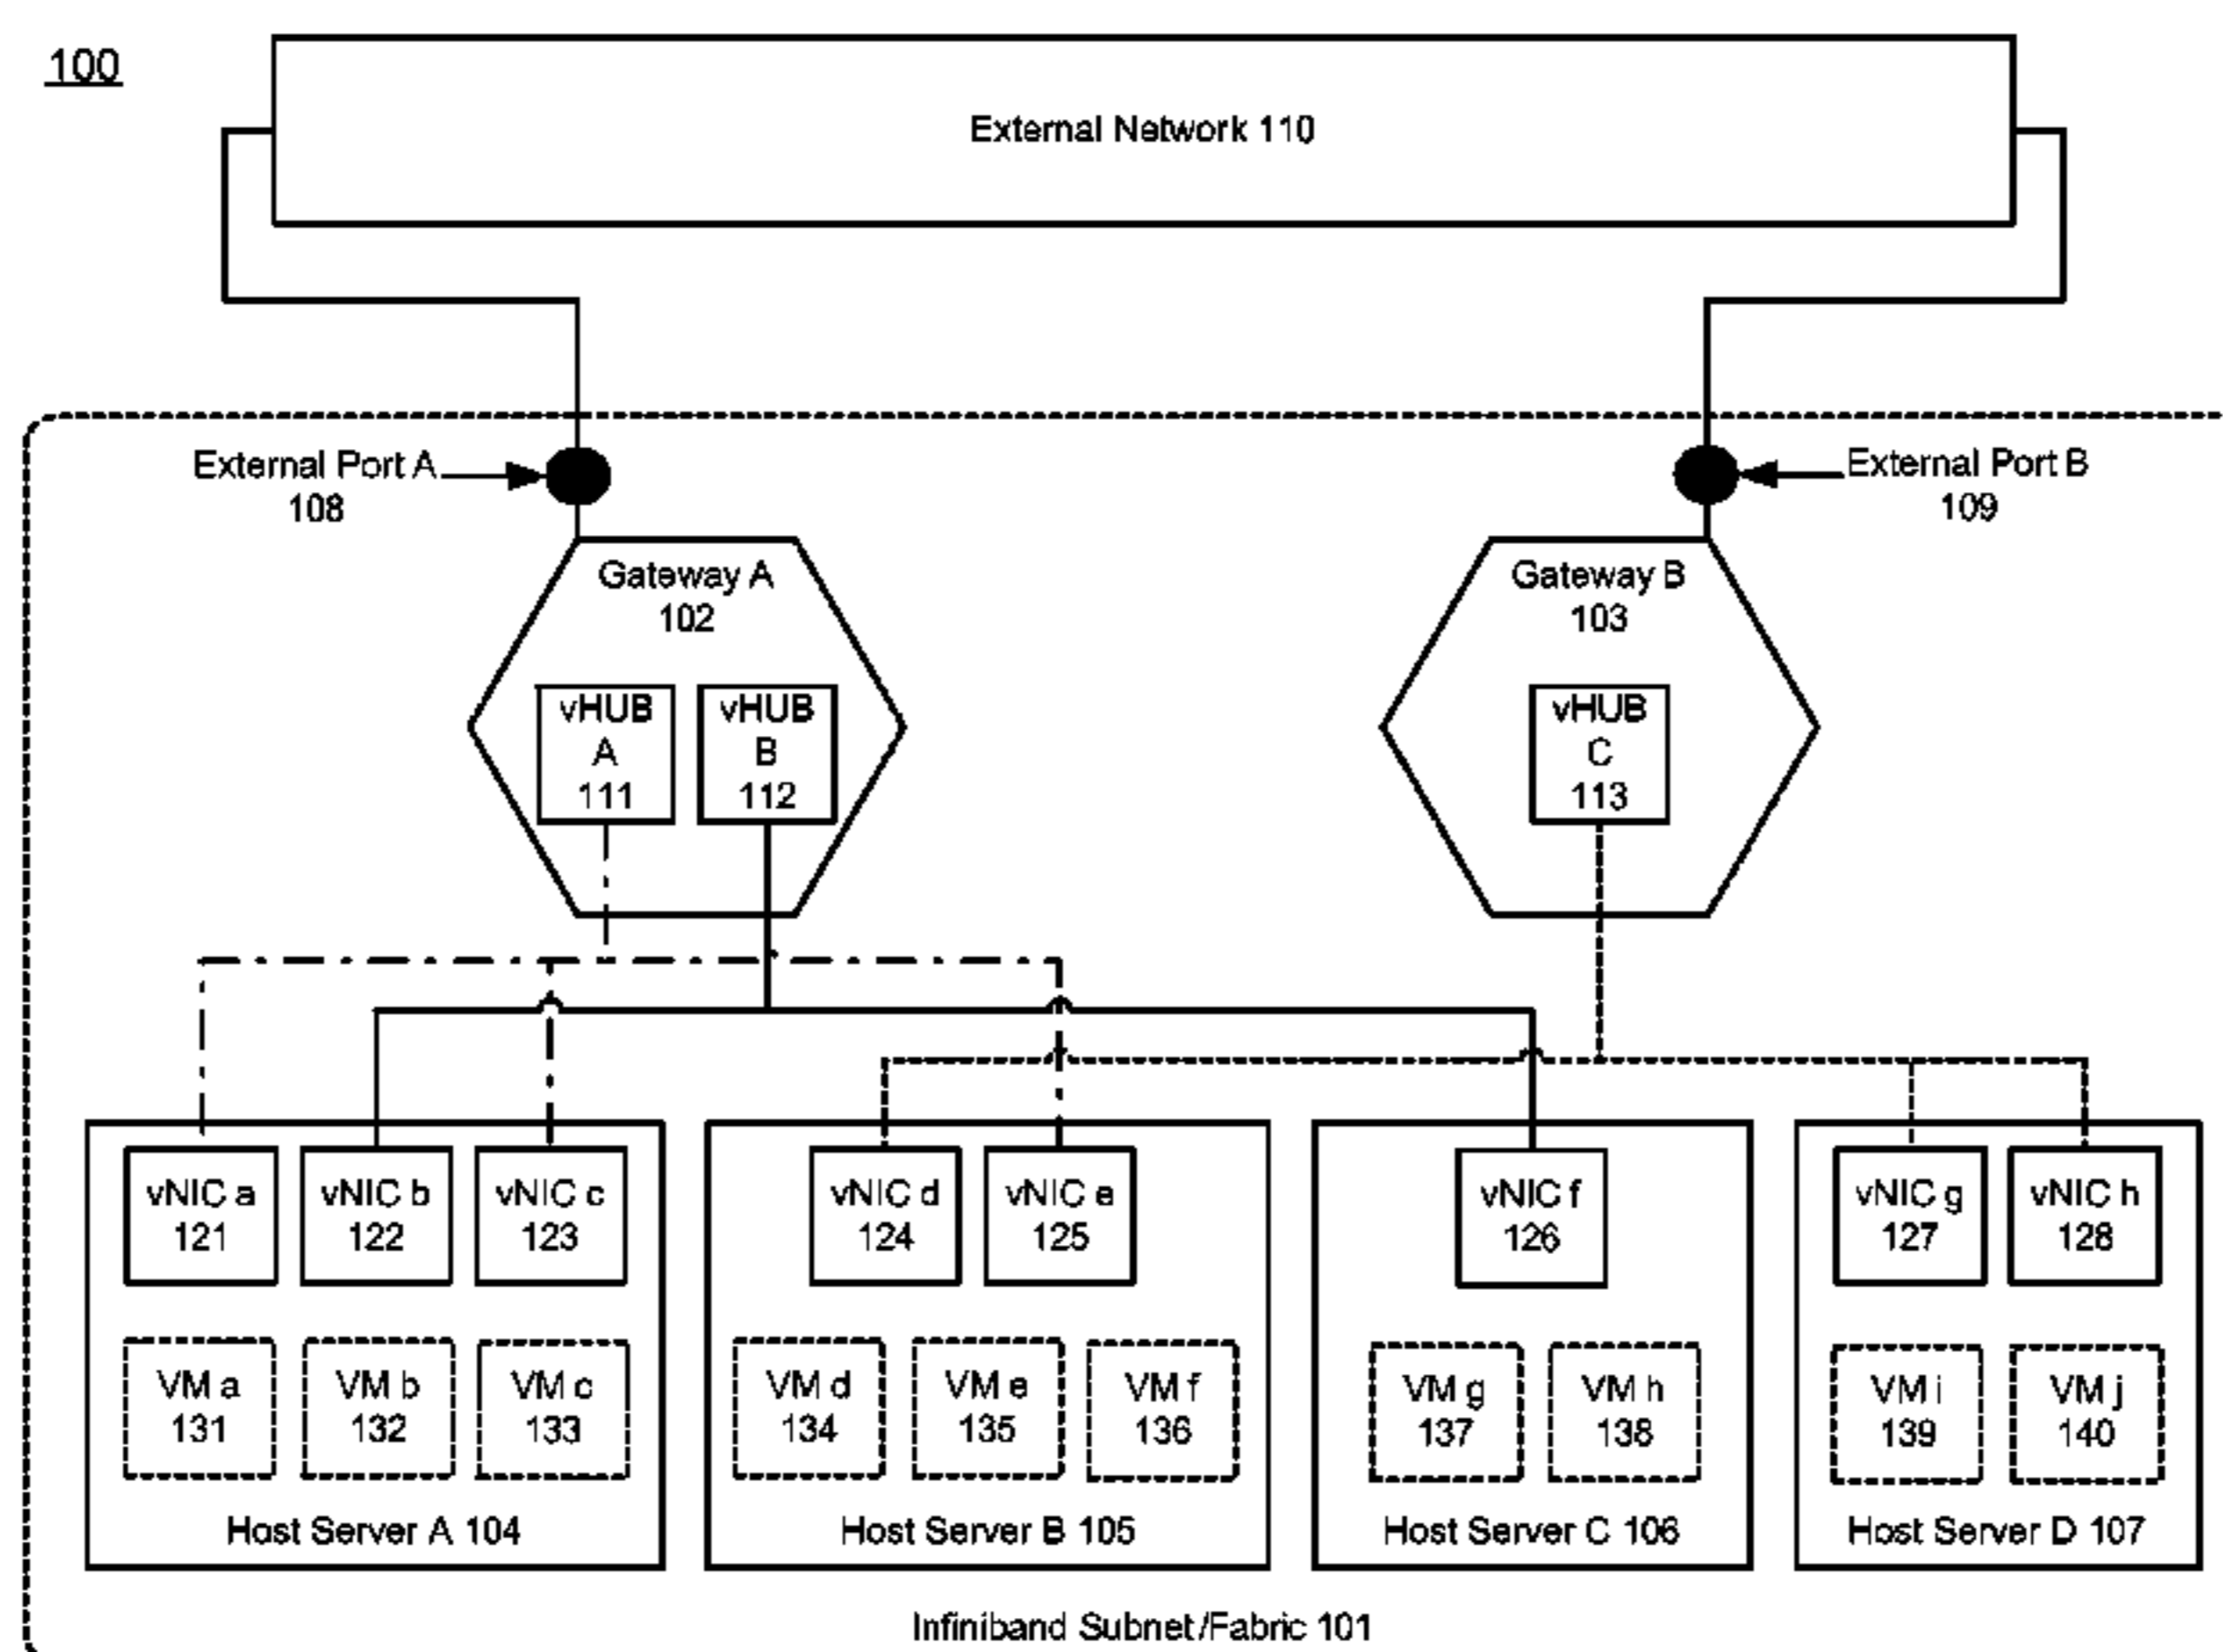 100
External Network 110
External Port A
108
External Port B
109
Gateway A
102
vHUB
A
111
vHUB
B
112
Gateway B
103
vHUB
C
113
vNIC a
121
vNIC b
122
vNIC c
123
VM a
131
VM b
132
VM c
133
Host Server A 104
vNIC d
124
vNIC e
125
VM d
134
VM e
135
VM f
136
Host Server B 105
vNIC f
126
VM g
137
VM h
138
Host Server C 106
vNIC g
127
vNIC h
128
VM i
139
VM j
140
Host Server D 107
Infiniband Subnet/Fabric 101